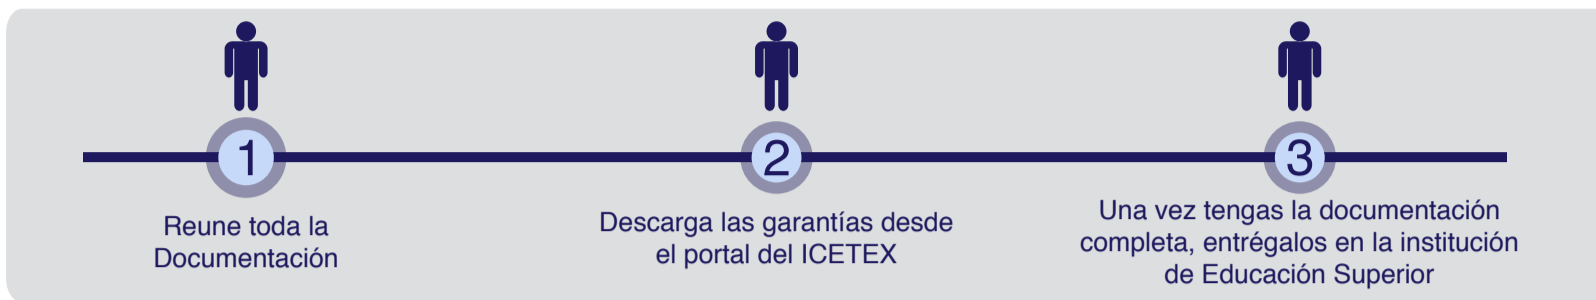 1
Reune toda la
Documentación
2
Descarga las garantías desde
el portal del ICETEX
3
Una vez tengas la documentación
completa, entrégalos en la institución
de Educación Superior